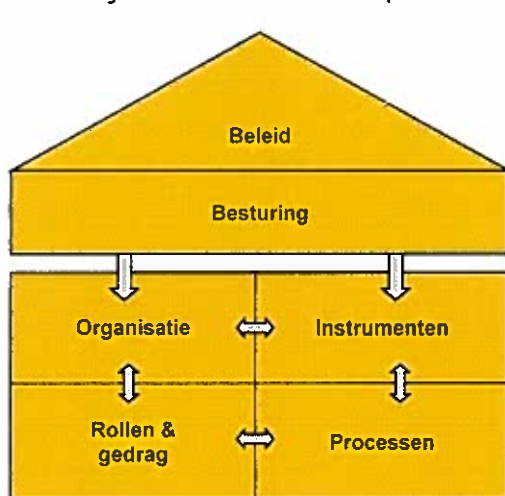 Beleid
Besturing
Organisatie
Instrumenten
Rollen &
gedrag
Processen